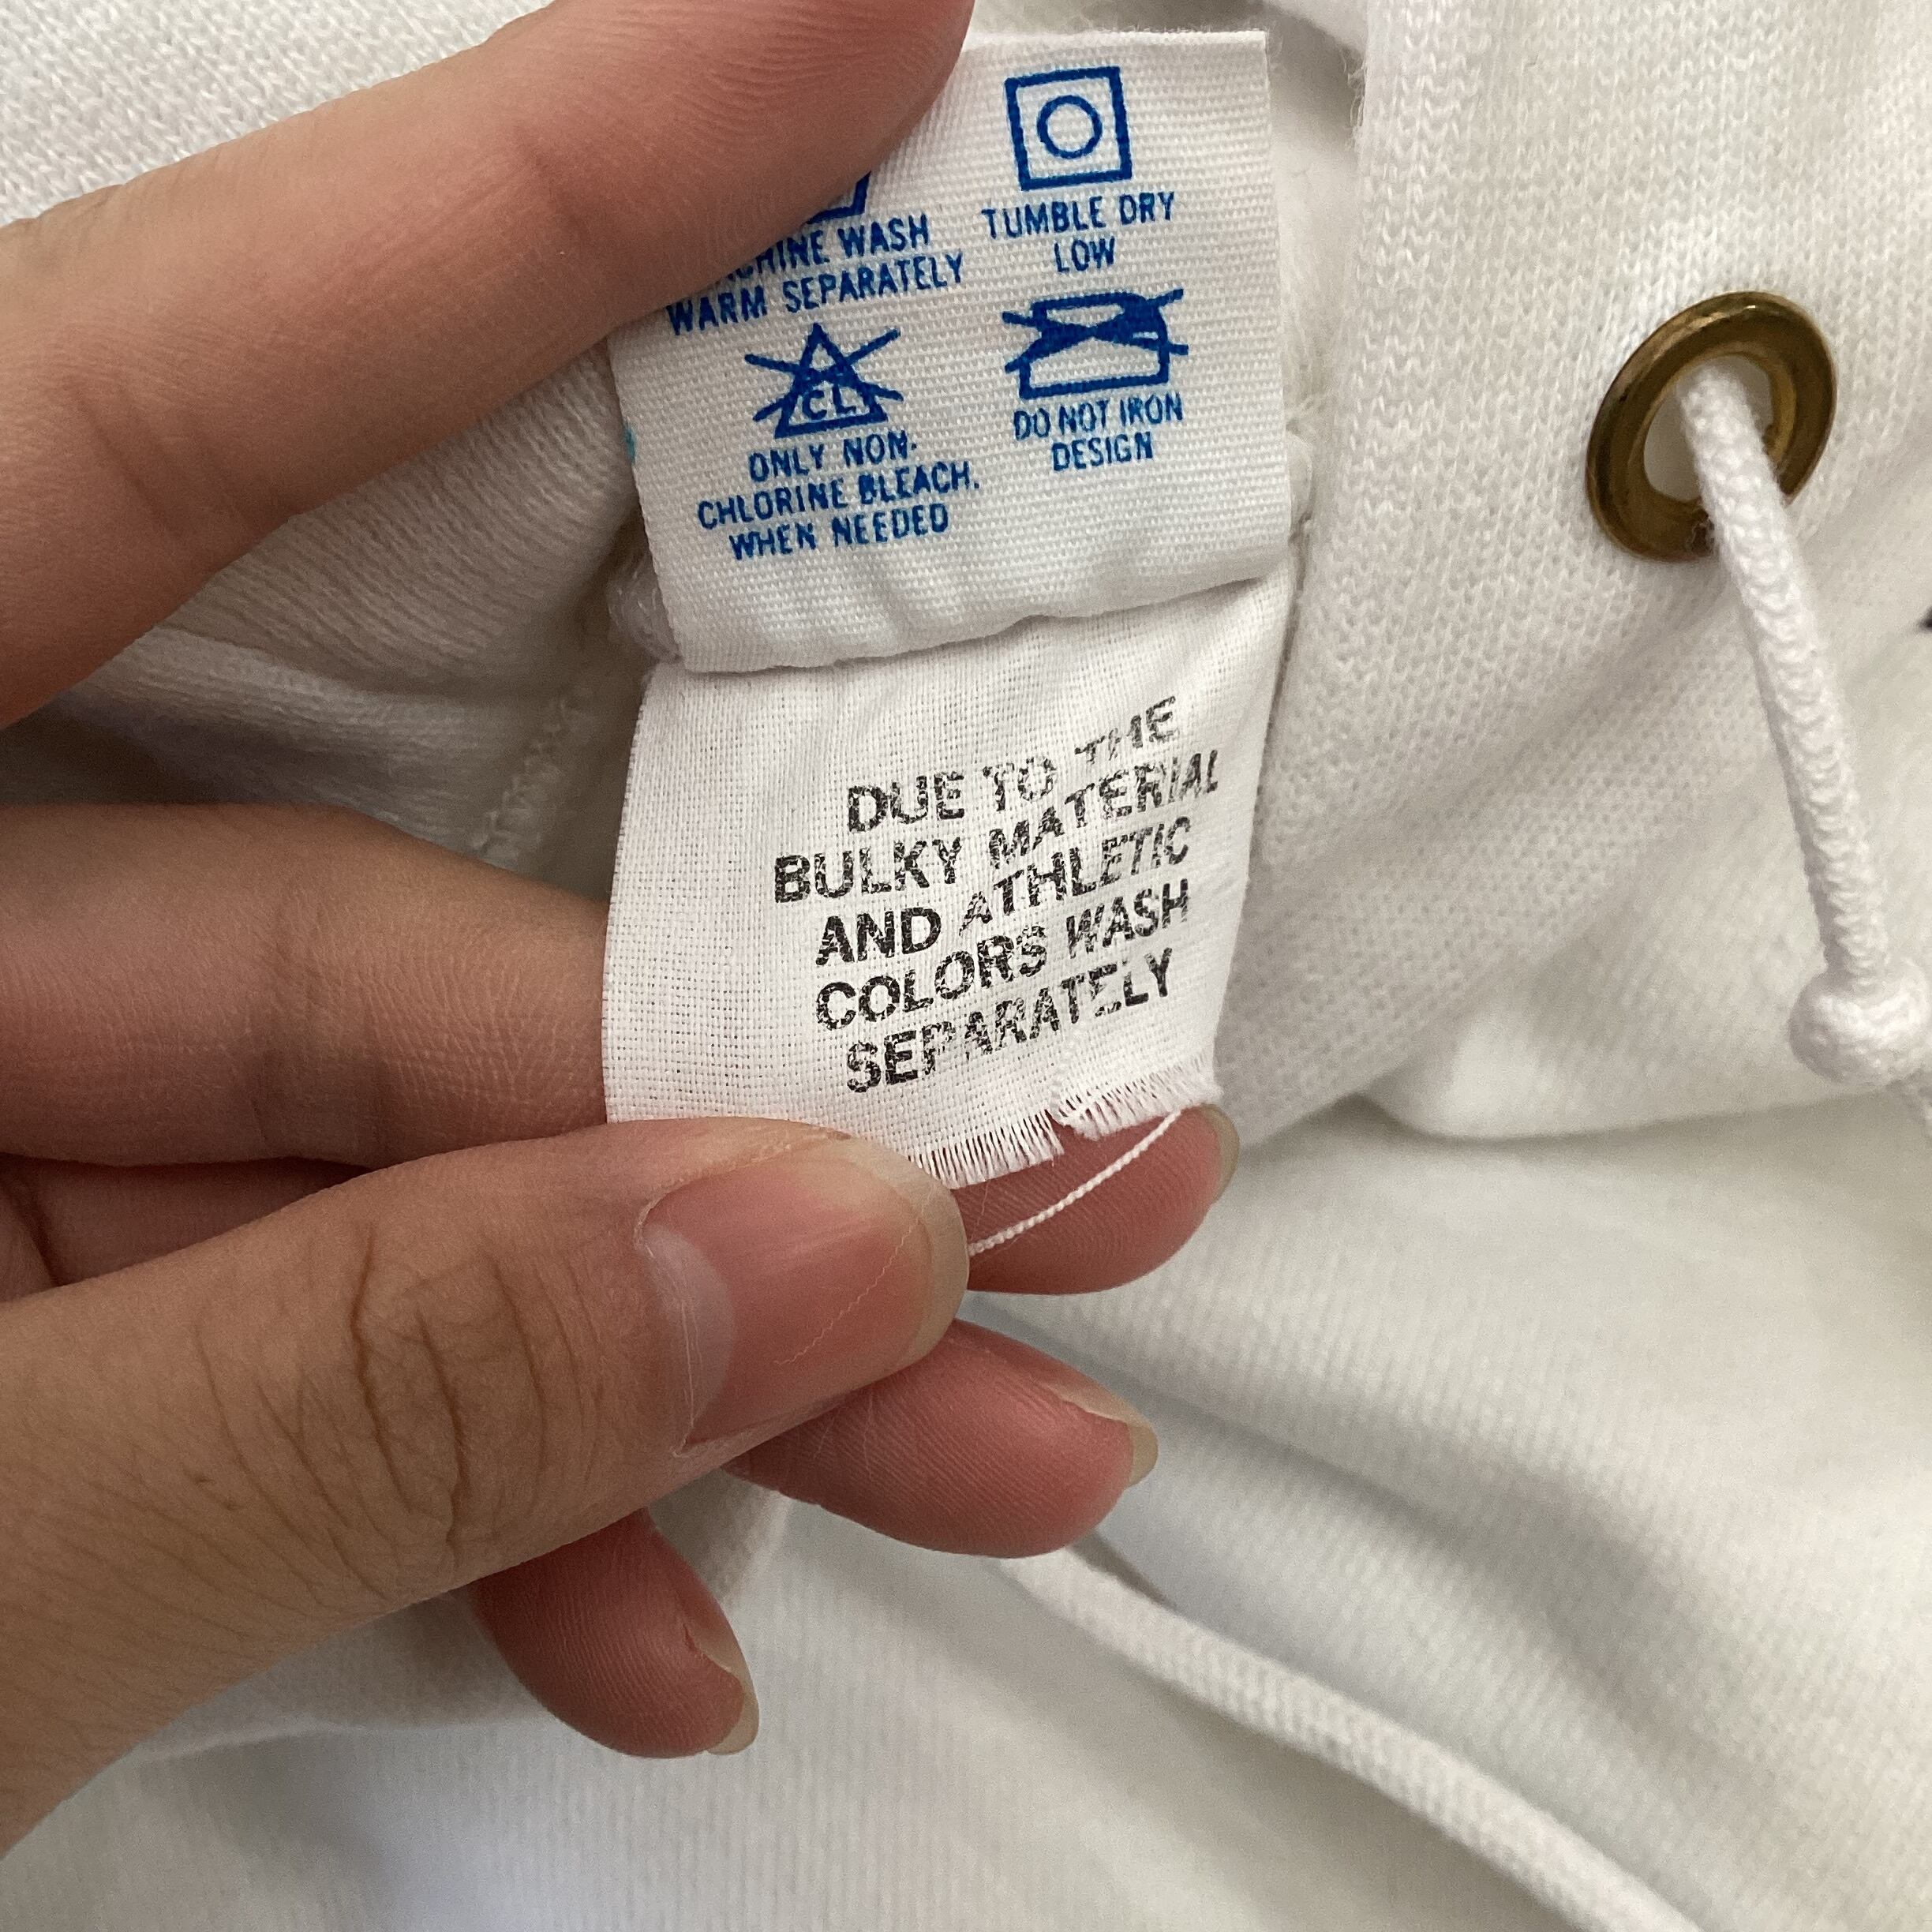 CHINE WASH
WARM SEPARATELY
TUMBLE DRY
LOW
CL
ONLY NON-
CHLORINE BLEACH,
WHEN NEEDED
DO NOT IRON
DESIGN
DUE TO THE
BULKY MATERIAL
AND ATHLETIC
COLORS WASH
SEPARATELY